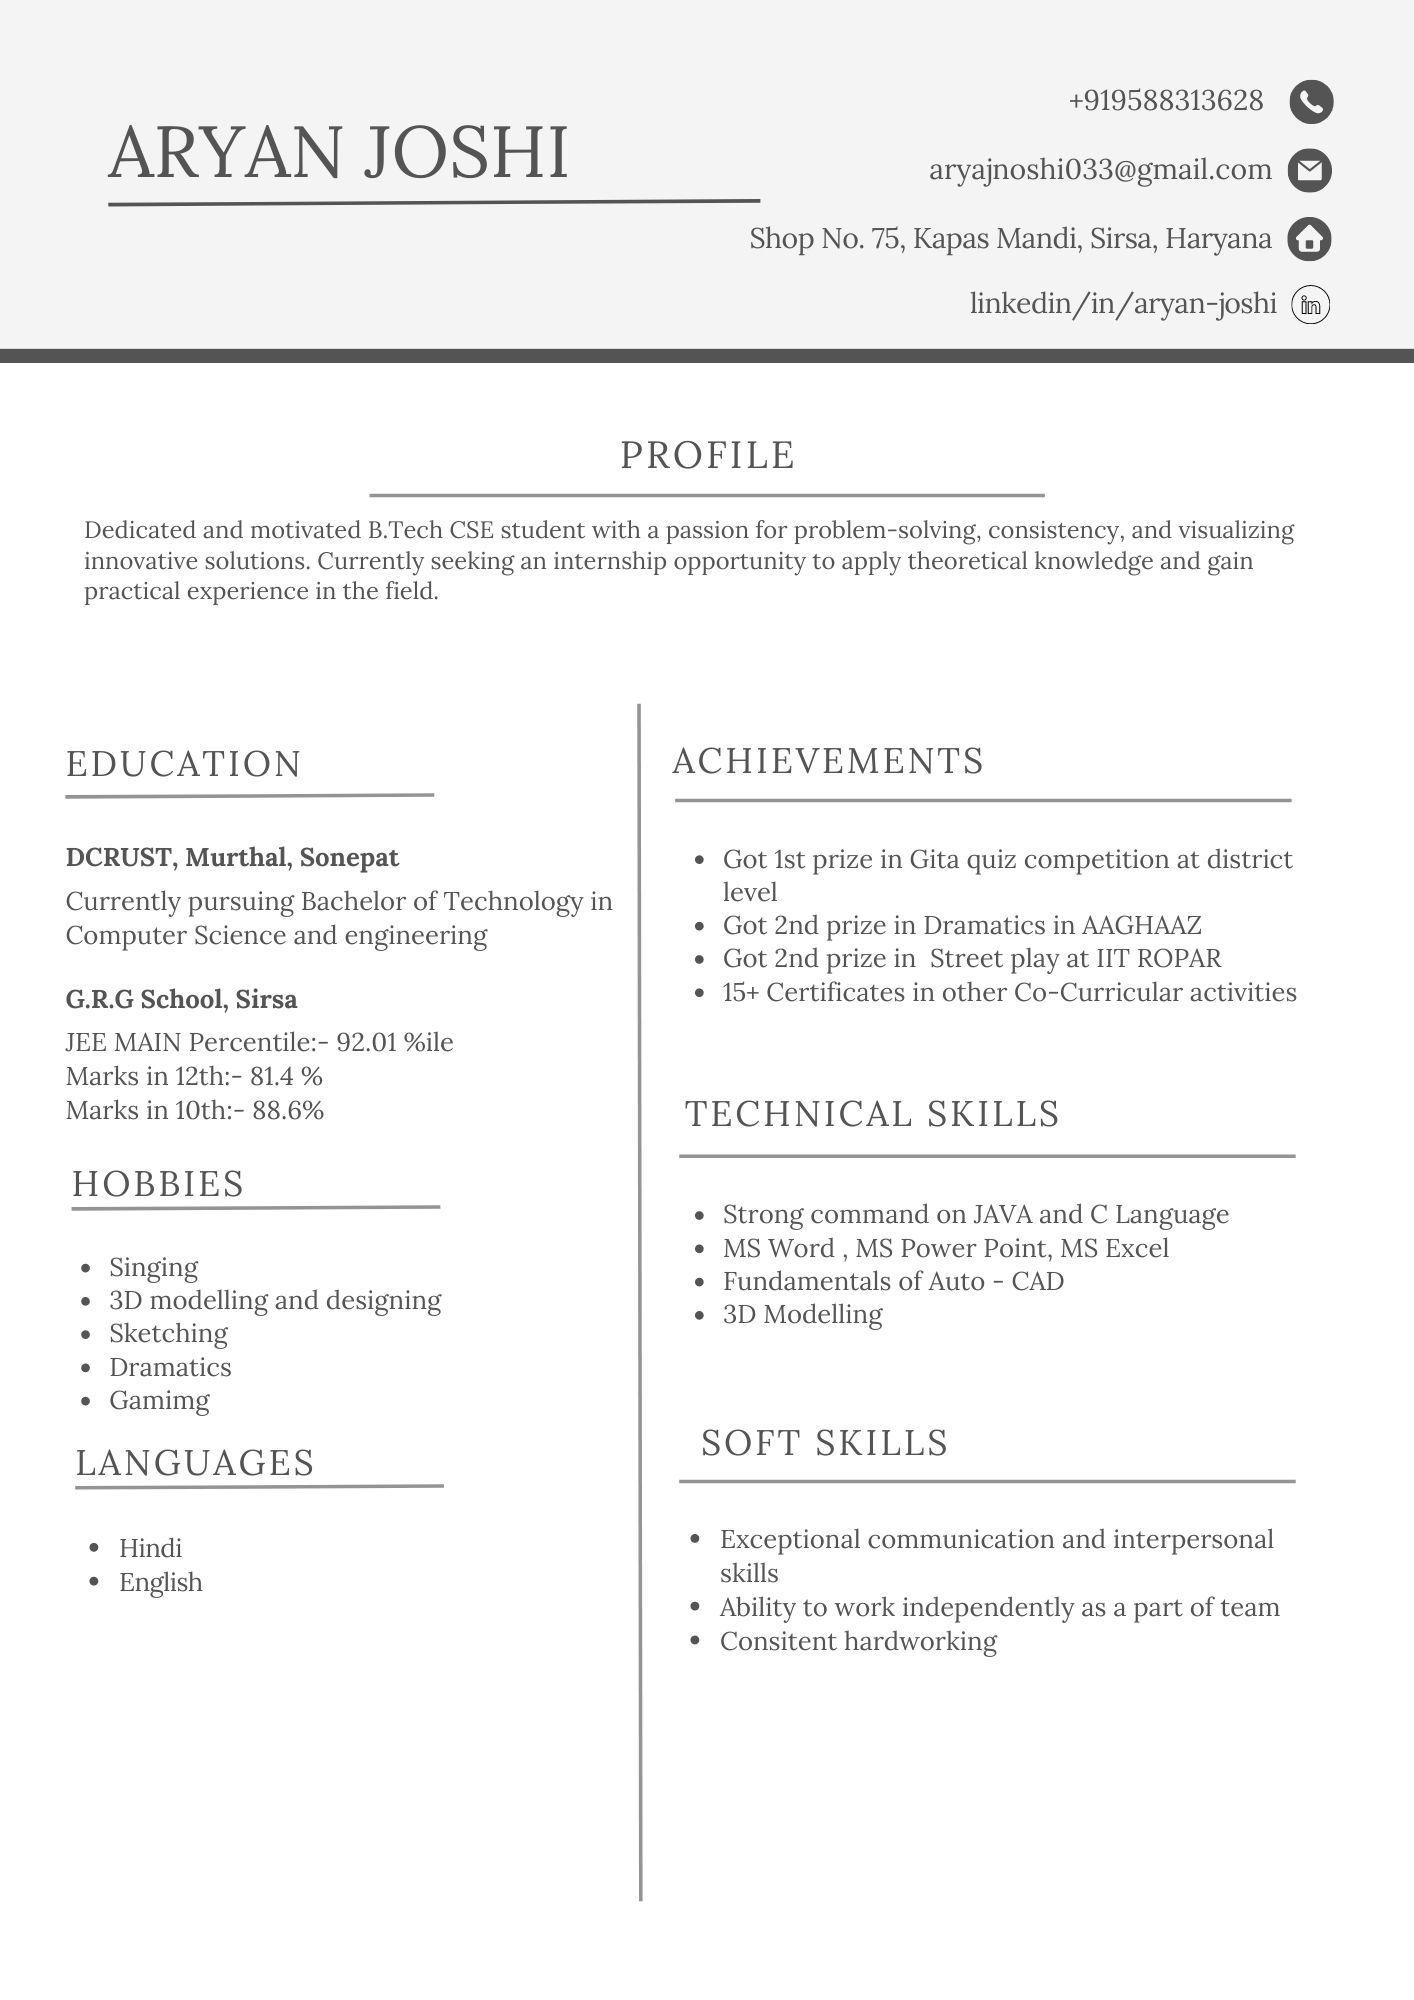 ARYAN JOSHI
+919588313628
aryajnoshi033@gmail.com
Shop No. 75, Kapas Mandi, Sirsa, Haryana
linkedin/in/aryan-joshi
in
PROFILE
Dedicated and motivated B.Tech CSE student with a passion for problem-solving, consistency, and visualizing
innovative solutions. Currently seeking an internship opportunity to apply theoretical knowledge and gain
practical experience in the field.
EDUCATION
DCRUST, Murthal, Sonepat
Currently pursuing Bachelor of Technology in
Computer Science and engineering
G.R.G School, Sirsa
JEE MAIN Percentile:- 92.01 %ile
Marks in 12th:- 81.4 %
Marks in 10th:- 88.6%
HOBBIES
• Singing
• 3D modelling and designing
• Sketching
• Dramatics
• Gamimg
LANGUAGES
• Hindi
• English
ACHIEVEMENTS
• Got 1st prize in Gita quiz competition at district
level
• Got 2nd prize in Dramatics in AAGHAAZ
• Got 2nd prize in  Street play at IIT ROPAR
• 15+ Certificates in other Co-Curricular activities
TECHNICAL SKILLS
• Strong command on JAVA and C Language
• MS Word , MS Power Point, MS Excel
• Fundamentals of Auto - CAD
• 3D Modelling
SOFT SKILLS
• Exceptional communication and interpersonal
skills
• Ability to work independently as a part of team
• Consitent hardworking